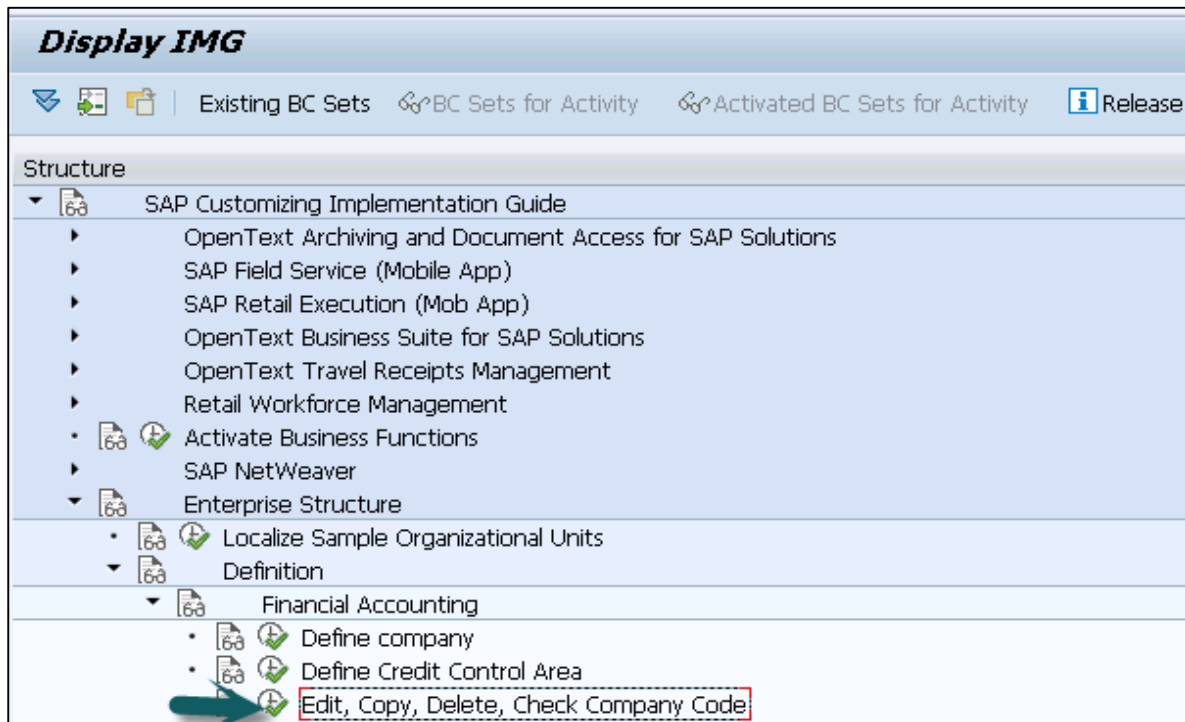 Display IMG
Existing BC Sets BC Sets for Activity Activated BC Sets for Activity Release
Structure
SAP Customizing Implementation Guide
OpenText Archiving and Document Access for SAP Solutions
SAP Field Service (Mobile App)
SAP Retail Execution (Mob App)
OpenText Business Suite for SAP Solutions
OpenText Travel Receipts Management
Retail Workforce Management
Activate Business Functions
SAP NetWeaver
Enterprise Structure
Localize Sample Organizational Units
Definition
Financial Accounting
Define company
Define Credit Control Area
Edit, Copy, Delete, Check Company Code